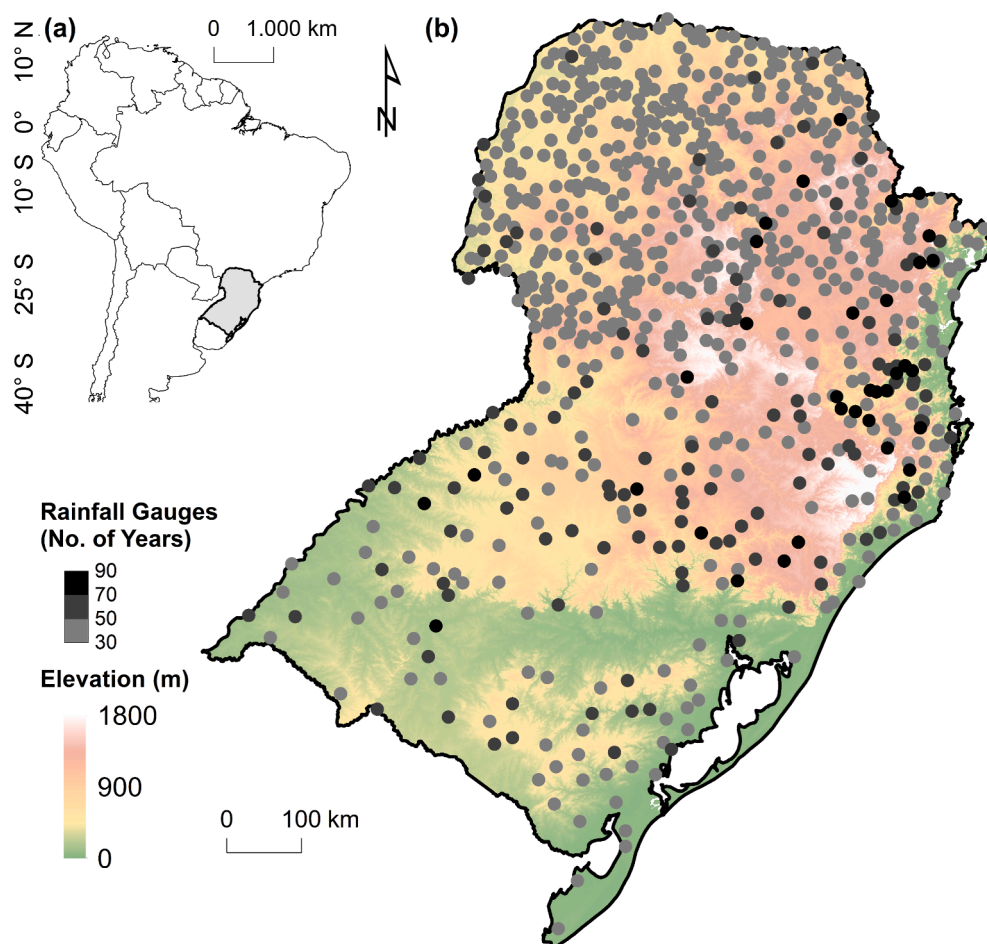 (a)
0 1.000 km
N
(b)
10° N
0°
10° S
25° S
40° S
Rainfall Gauges
(No. of Years)
90
70
50
30
Elevation (m)
1800
900
0
0 100 km